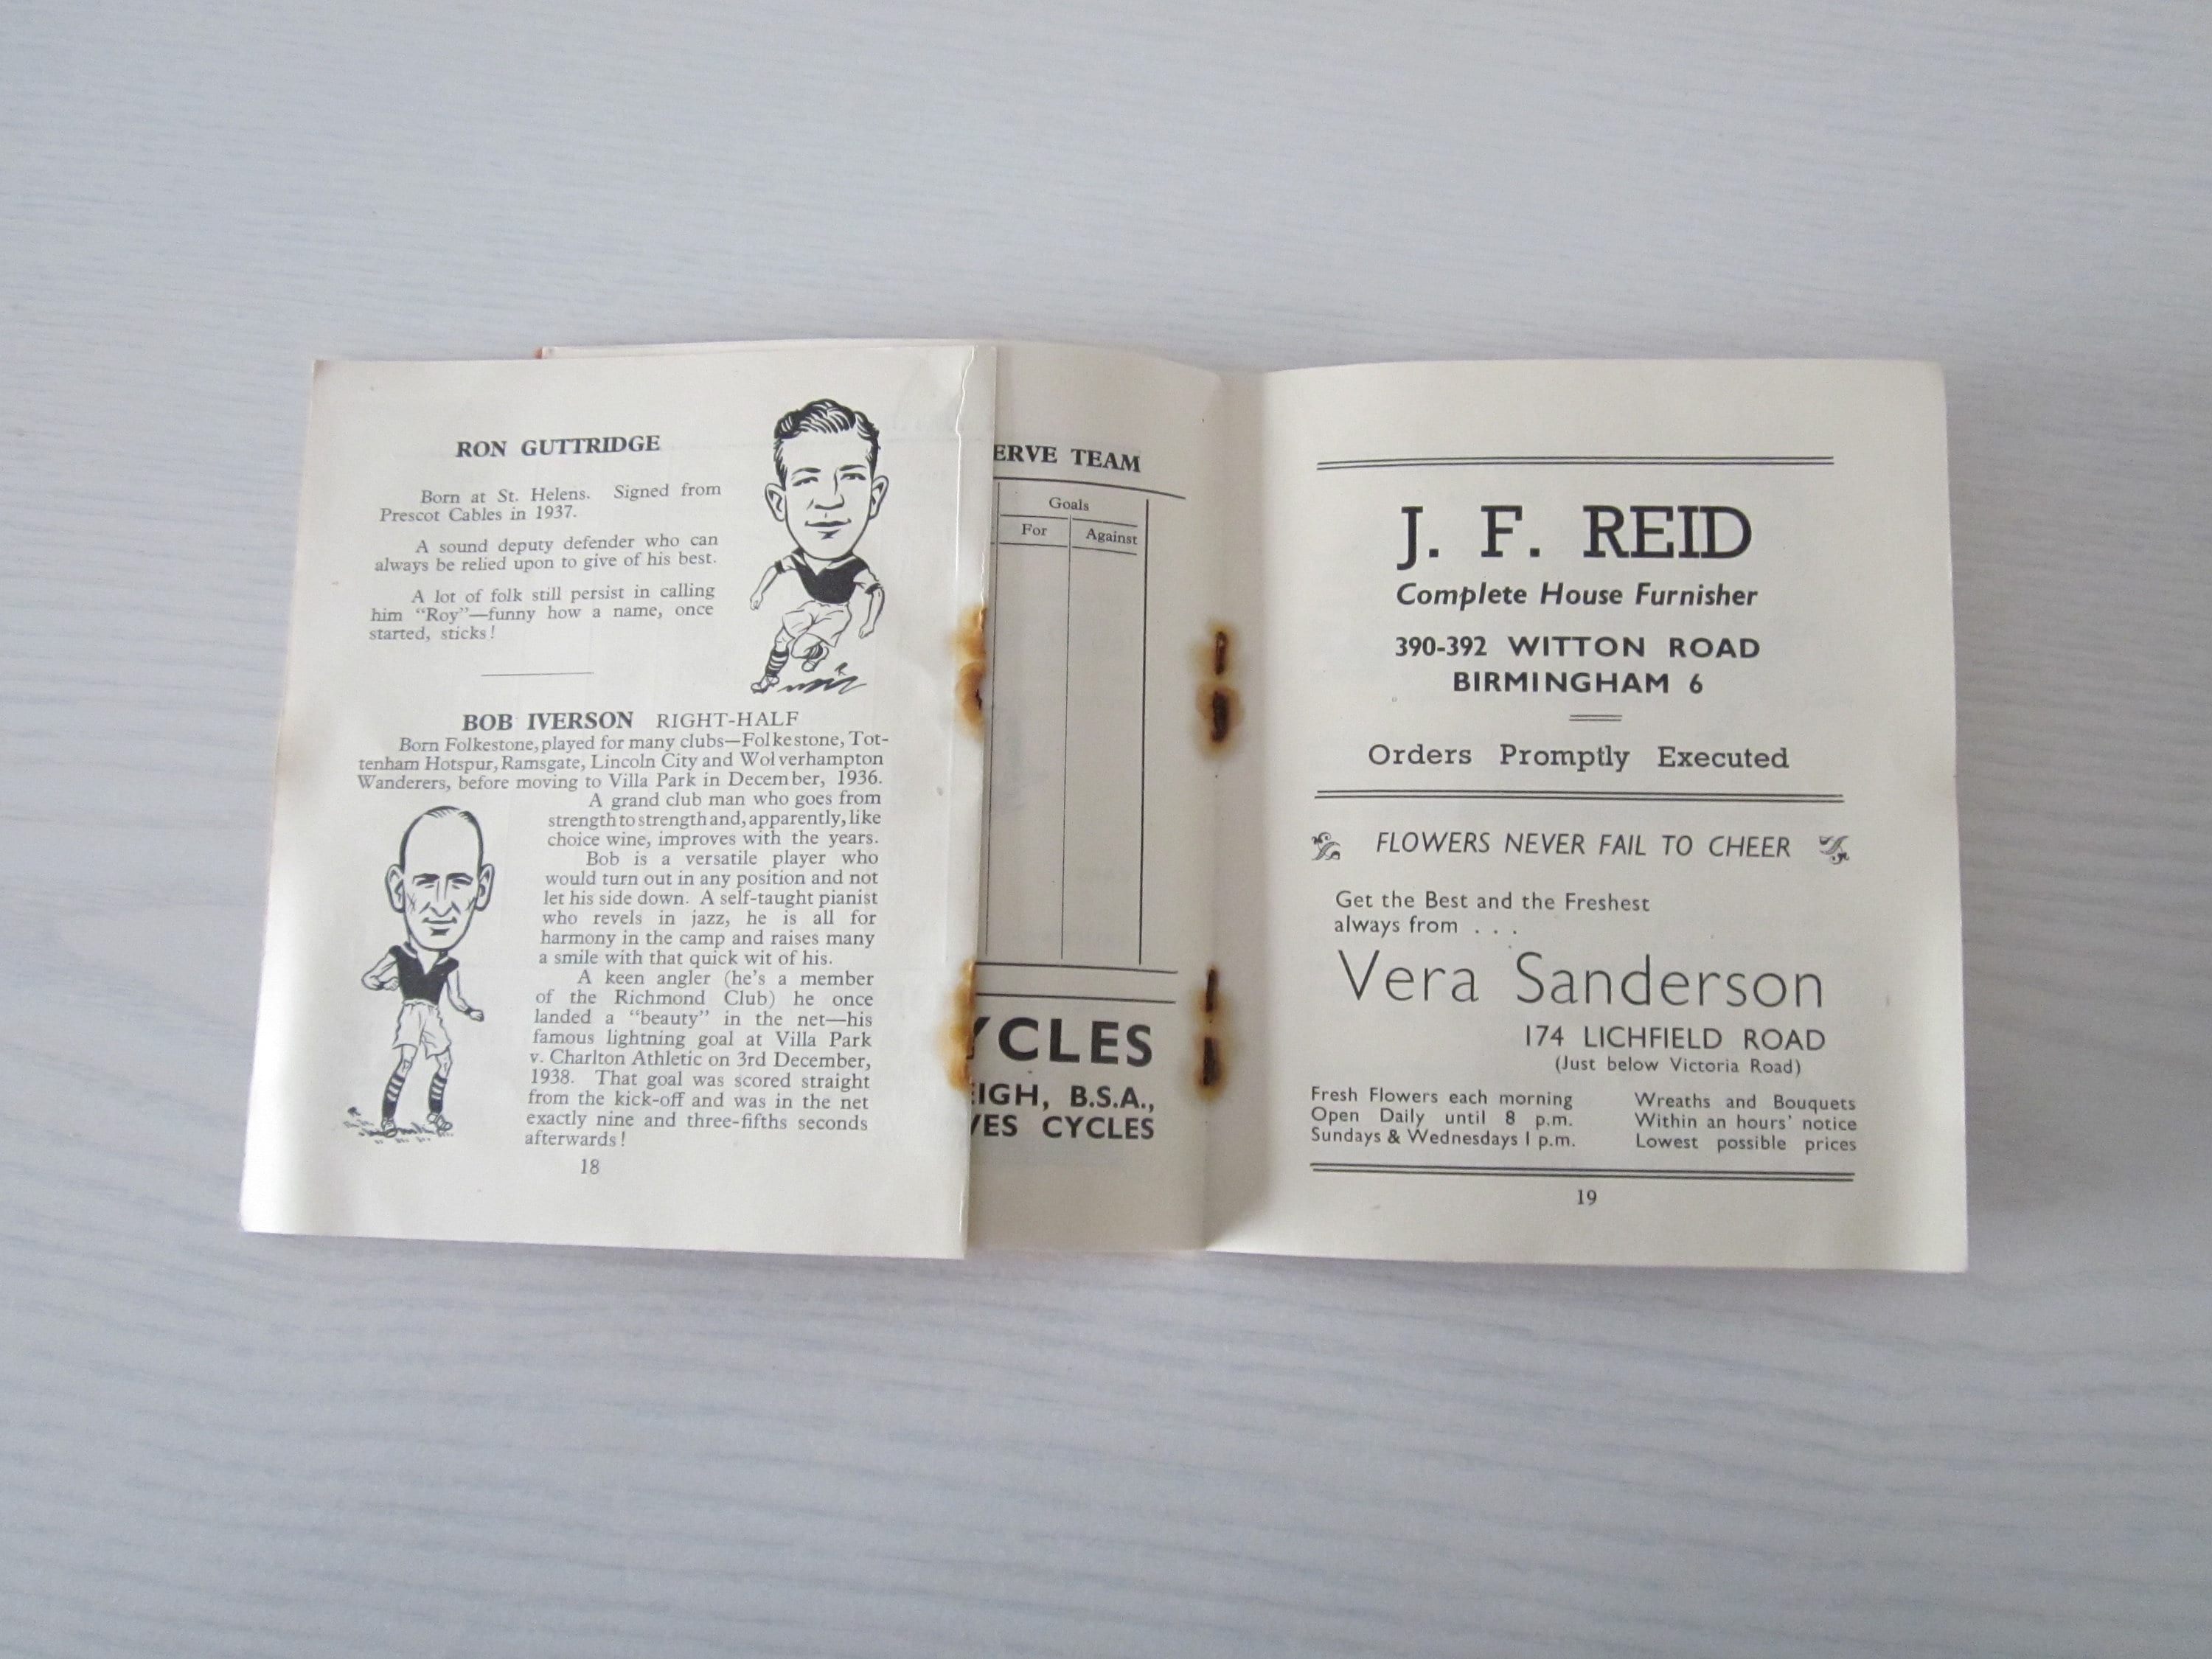 RON GUTTRIDGE
Born at St. Helens. Signed from
Prescot Cables in 1937.
A sound deputy defender who can
always be relied upon to give of his best.
A lot of folk still persist in calling
him "Roy"—funny how a name, once
started, sticks!
BOB IVERSON RIGHT-HALF
Born Folkestone, played for many clubs—Folkestone, Tot-
tenham Hotspur, Ramsgate, Lincoln City and Wolverhampton
Wanderers, before moving to Villa Park in December, 1936.
A grand club man who goes from
strength to strength and, apparently, like
choice wine, improves with the years.
Bob is a versatile player who
would turn out in any position and not
let his side down. A self-taught pianist
who revels in jazz, he is all for
harmony in the camp and raises many
a smile with that quick wit of his.
A keen angler (he's a member
of the Richmond Club) he once
landed a "beauty" in the net—his
famous lightning goal at Villa Park
v. Charlton Athletic on 3rd December,
1938. That goal was scored straight
from the kick-off and was in the net
exactly nine and three-fifths seconds
afterwards!
18
ERVE TEAM
Goals
For Against
YCLES
EIGH, B.S.A.,
VES CYCLES
J. F. REID
Complete House Furnisher
390-392 WITTON ROAD
BIRMINGHAM 6
Orders Promptly Executed
FLOWERS NEVER FAIL TO CHEER
Get the Best and the Freshest
always from . . .
Vera Sanderson
174 LICHFIELD ROAD
(Just below Victoria Road)
Fresh Flowers each morning
Open Daily until 8 p.m.
Sundays & Wednesdays 1 p.m.
Wreaths and Bouquets
Within an hours' notice
Lowest possible prices
19